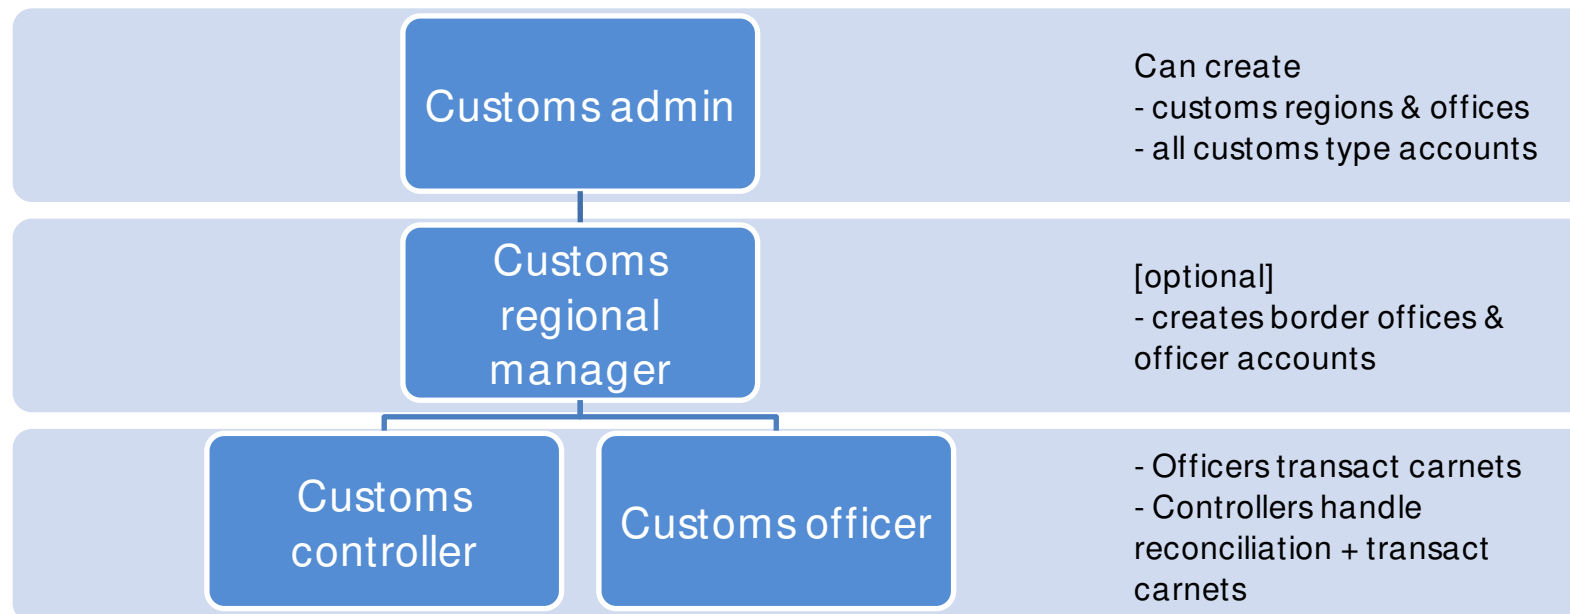 Customs admin
Can create
- customs regions & offices
- all customs type accounts
Customs
regional
manager
[optional]
- creates border offices &
officer accounts
Customs
controller
Customs officer
- Officers transact carnets
- Controllers handle
reconciliation + transact
carnets